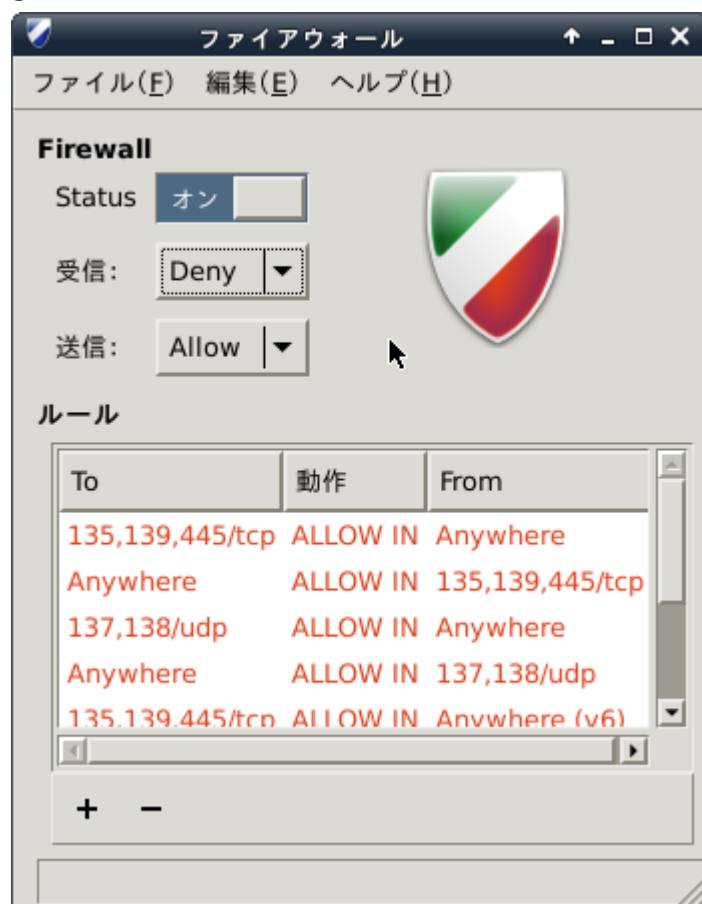 ファイアウォール
ファイル(F) 編集(E) ヘルプ(H)
Firewall
Status オン
受信: Deny
送信: Allow
ルール
To 動作 From
135,139,445/tcp ALLOW IN Anywhere
Anywhere ALLOW IN 135,139,445/tcp
137,138/udp ALLOW IN Anywhere
Anywhere ALLOW IN 137,138/udp
135,139,445/tcp ALLOW IN Anywhere (v6)